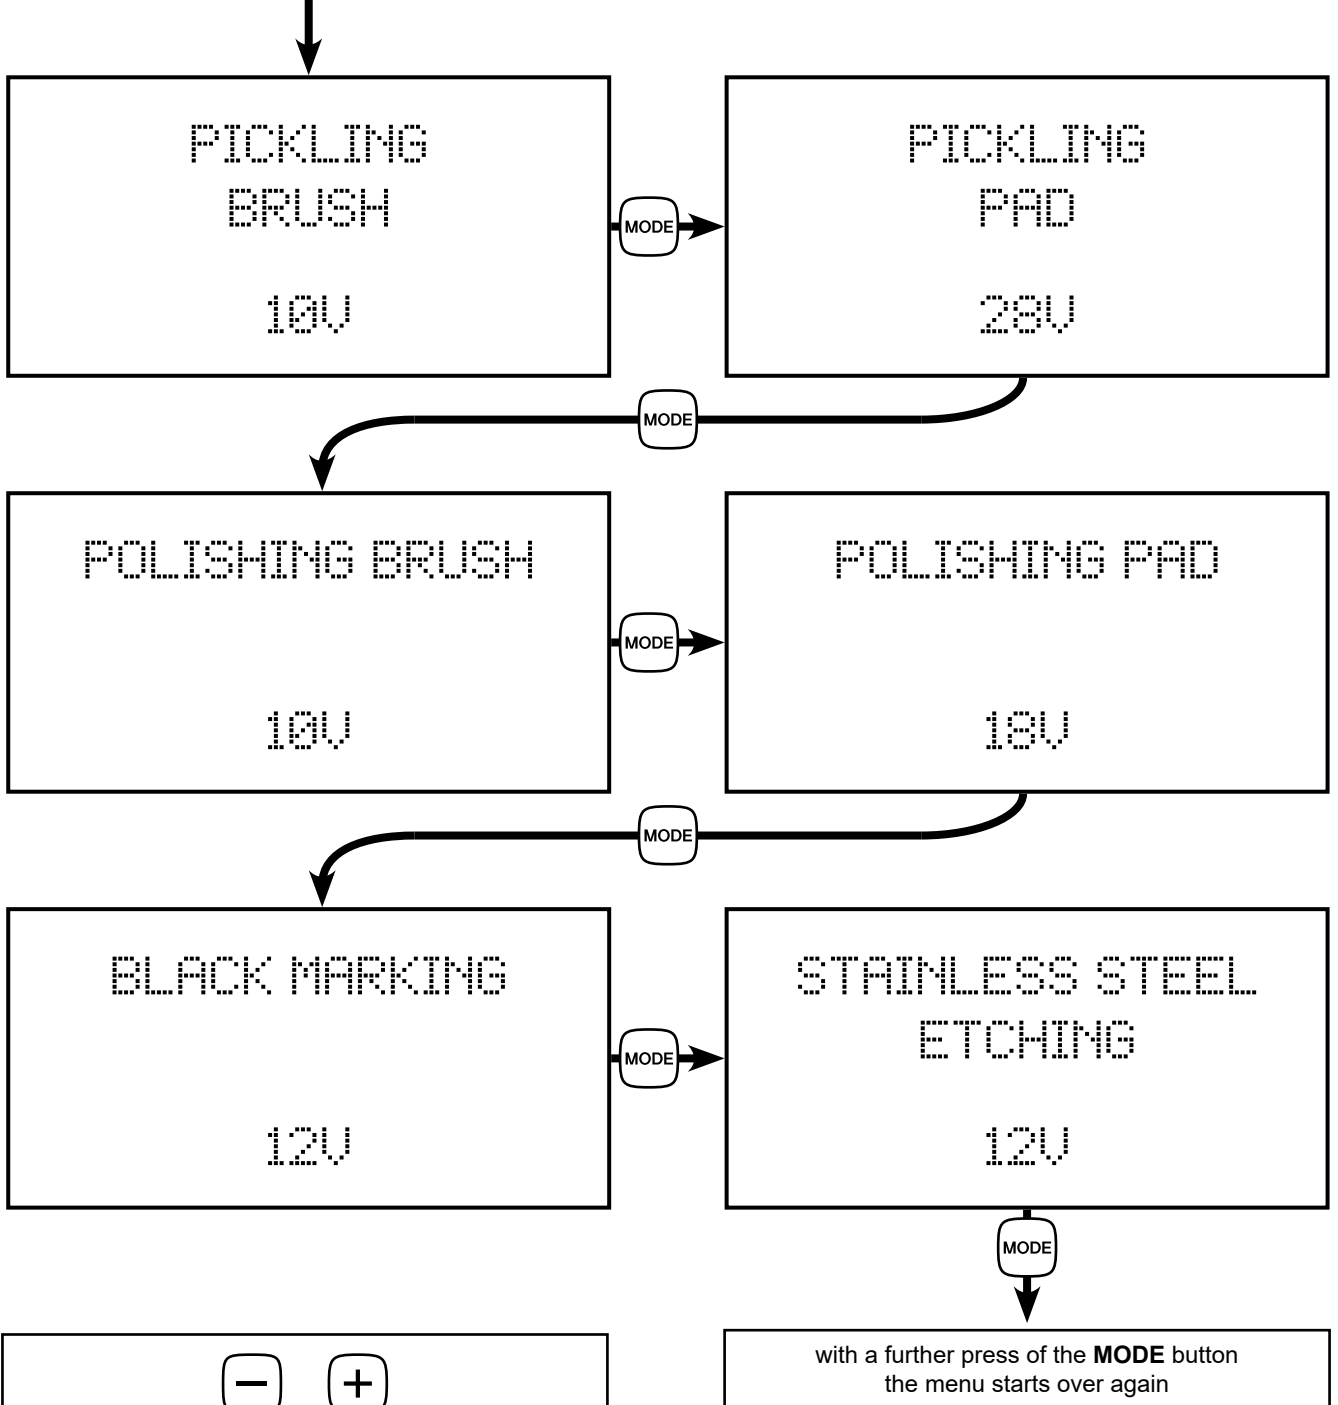 PICKLING
BRUSH
10V
MODE
PICKLING
PAD
28V
MODE
POLISHING BRUSH
10V
MODE
POLISHING PAD
18V
MODE
BLACK MARKING
12V
MODE
STAINLESS STEEL
ETCHING
12V
MODE
− +
with a further press of the MODE button
the menu starts over again